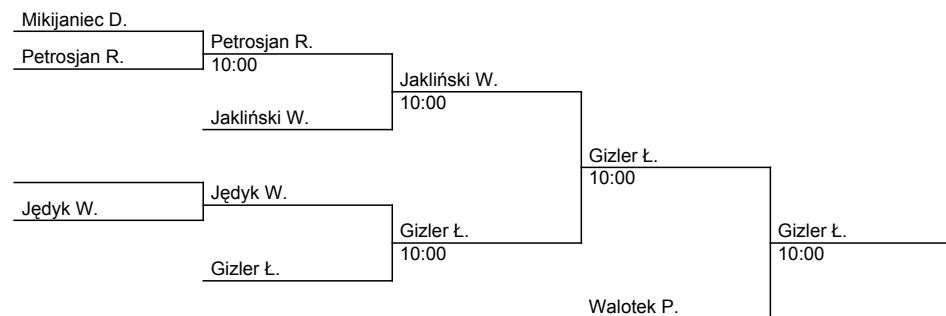 Mikijaniec D.
Petrosjan R.
Petrosjan R.
10:00
Jakliński W.
10:00
Jakliński W.
Gizler Ł.
10:00
Jędyk W.
Jędyk W.
Gizler Ł.
10:00
Gizler Ł.
10:00
Gizler Ł.
Walotek P.